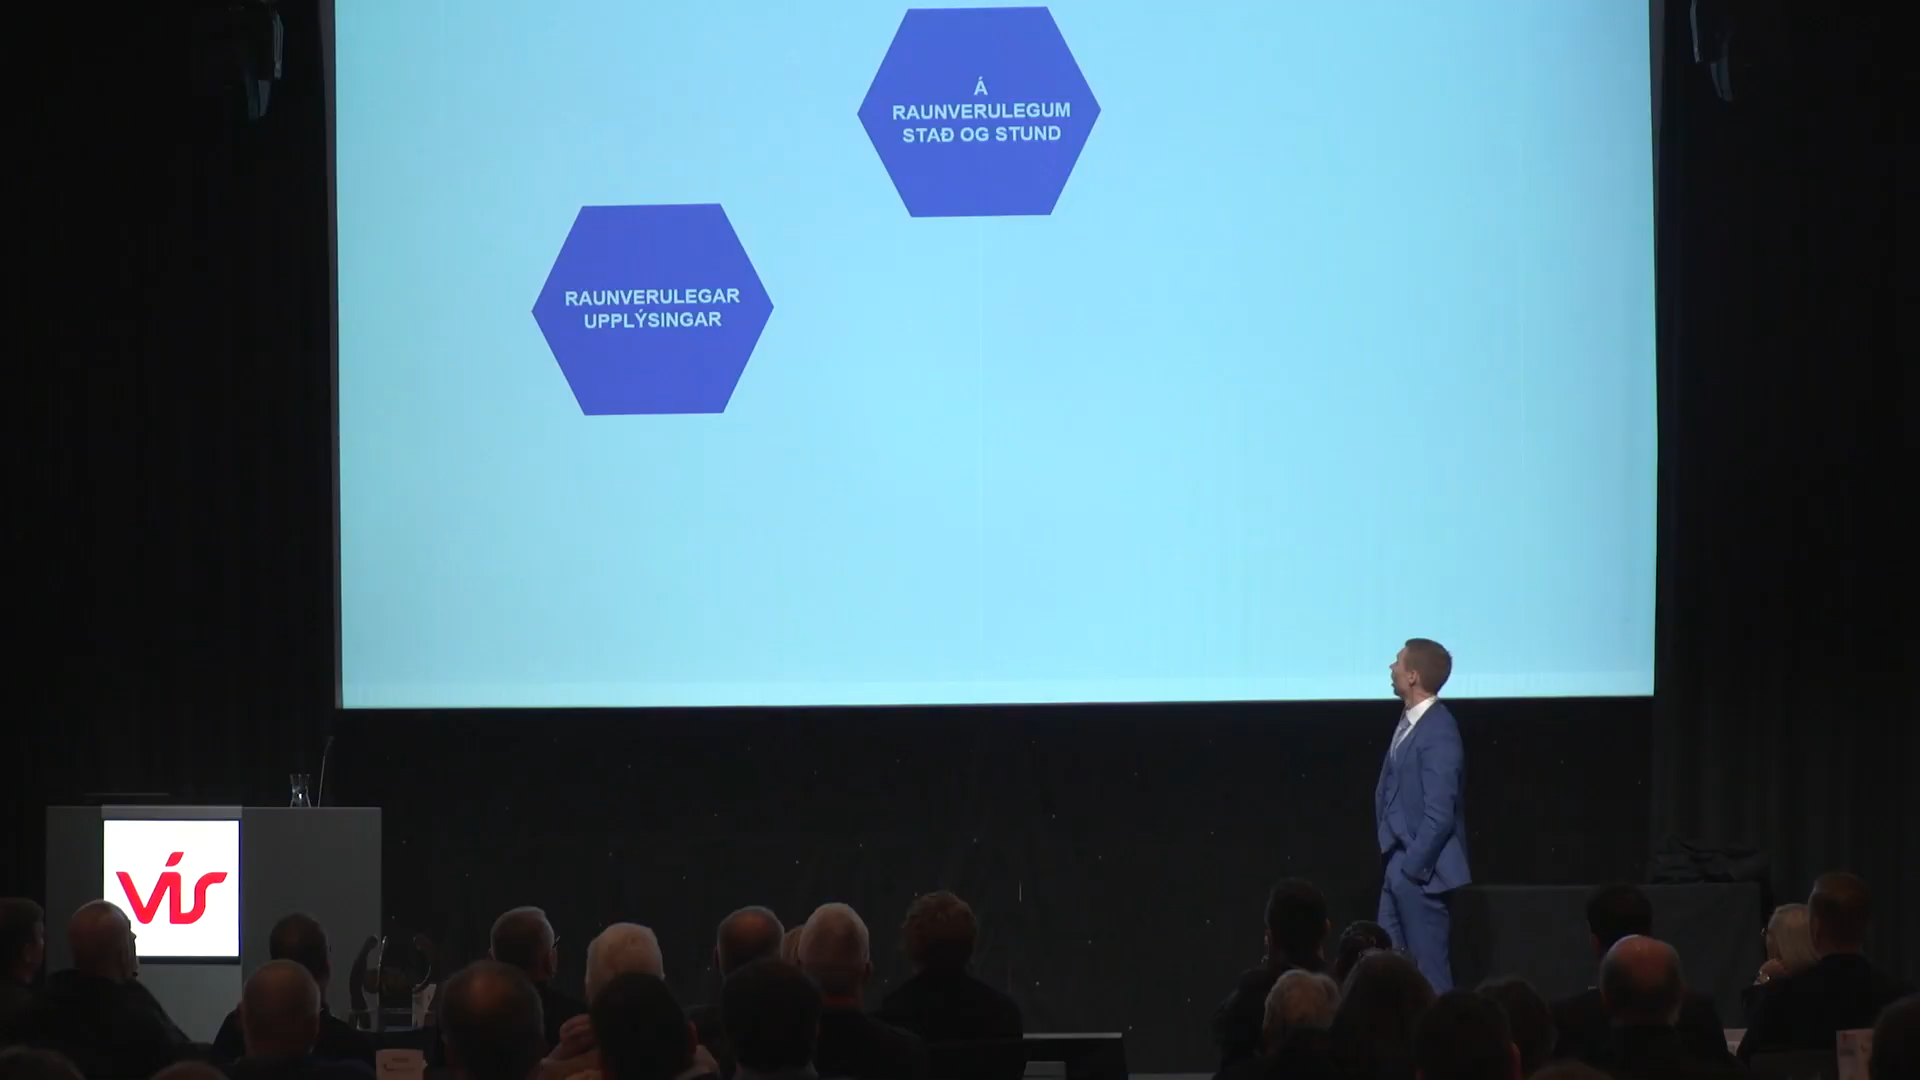 Á
RAUNVERULEGUM
STAÐ OG STUND
RAUNVERULEGAR
UPPLÝSINGAR
VÍS